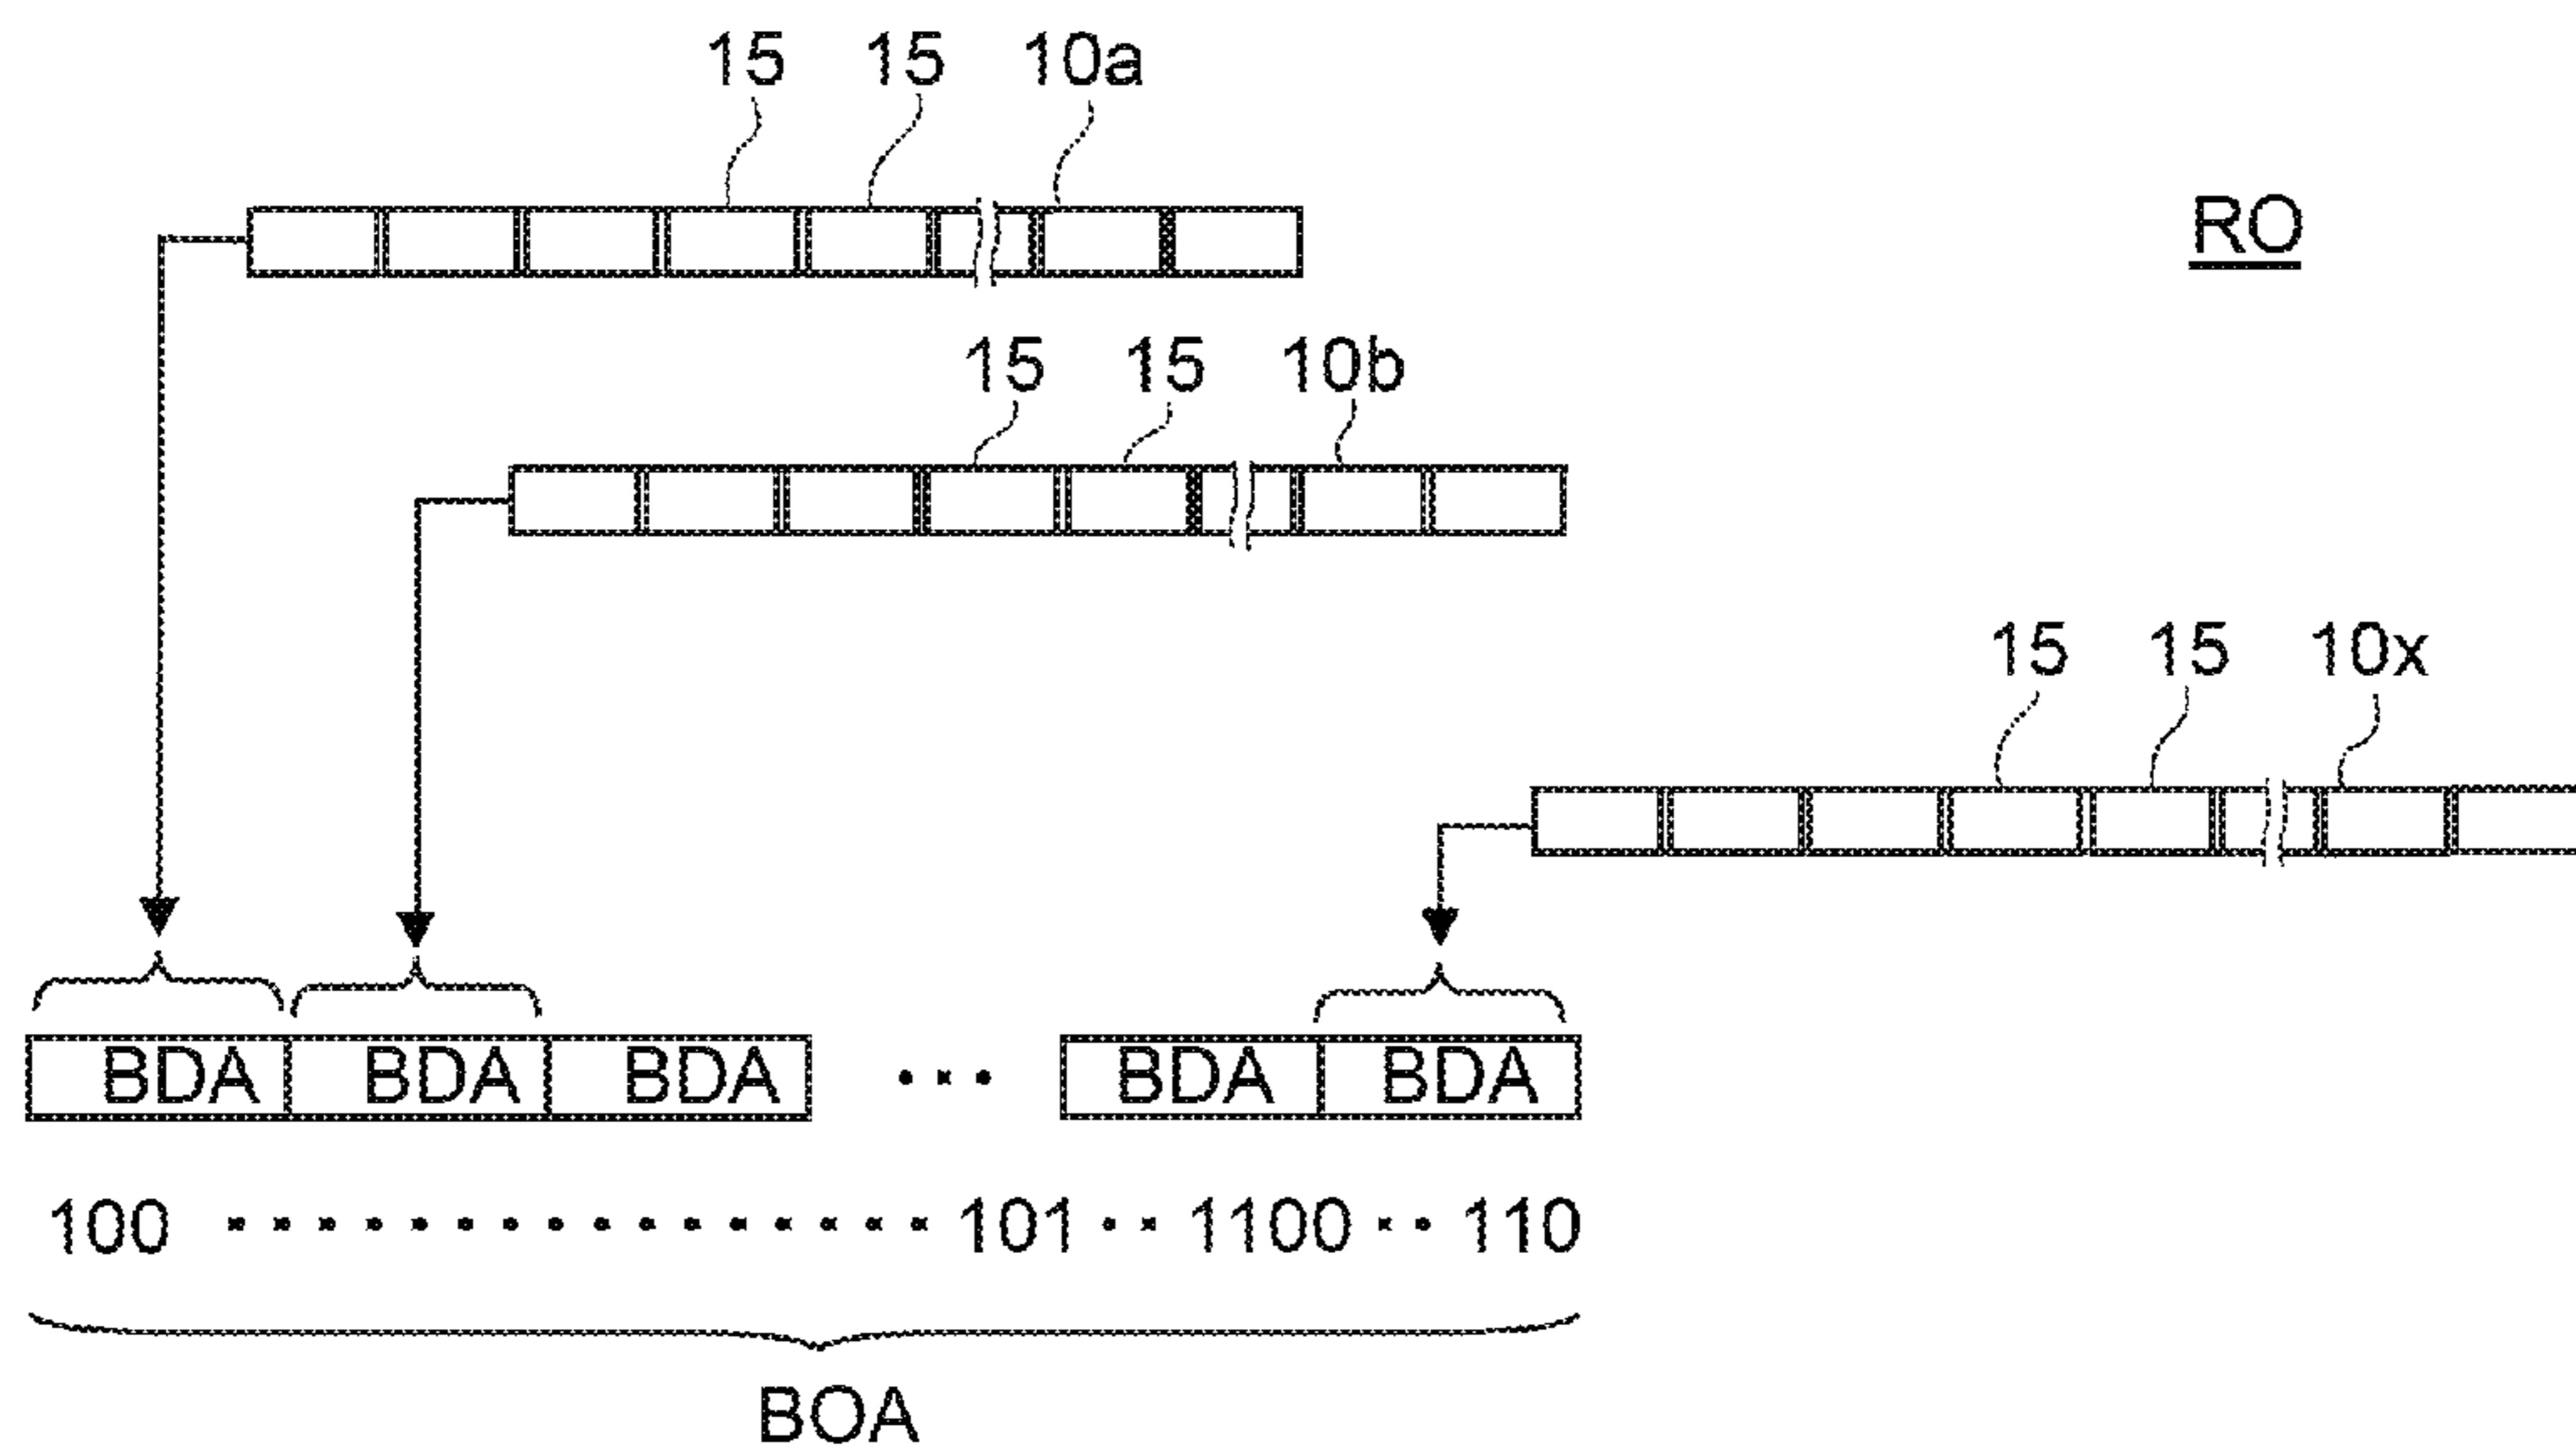 15 15 10a
RO
15 15 10b
15 15 10x
BDA BDA BDA ... BDA BDA
100 ................ 101 .. 1100 .. 110
BOA